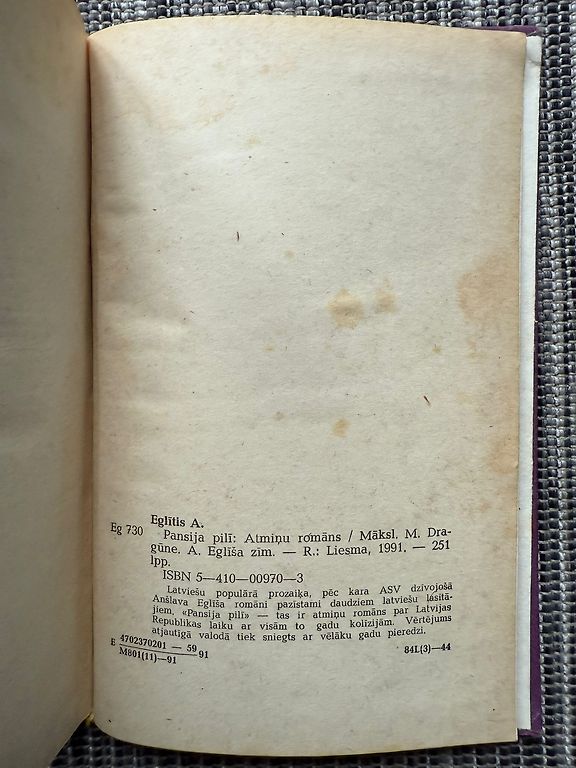 Eglītis A.
Eg 730 Pansija pilī: Atmiņu romāns / Māksl. M. Dra-
gūne, A. Eglīša zīm. — R.: Liesma, 1991. — 251
lpp.
ISBN 5—410—00970—3
Latviešu populārā prozaiķa, pēc kara ASV dzīvojošā
Anšlava Eglīša romāni pazīstami daudziem latviešu lasītā-
jiem. «Pansija pilī» — tas ir atmiņu romāns par Latvijas
Republikas laiku ar visām to gadu kolīzijām. Vērtējums
atjautīgā valodā tiek sniegts ar vēlāku gadu pieredzi.
E 4702370201 — 59
M801(11)—91 91 84L(3)—44